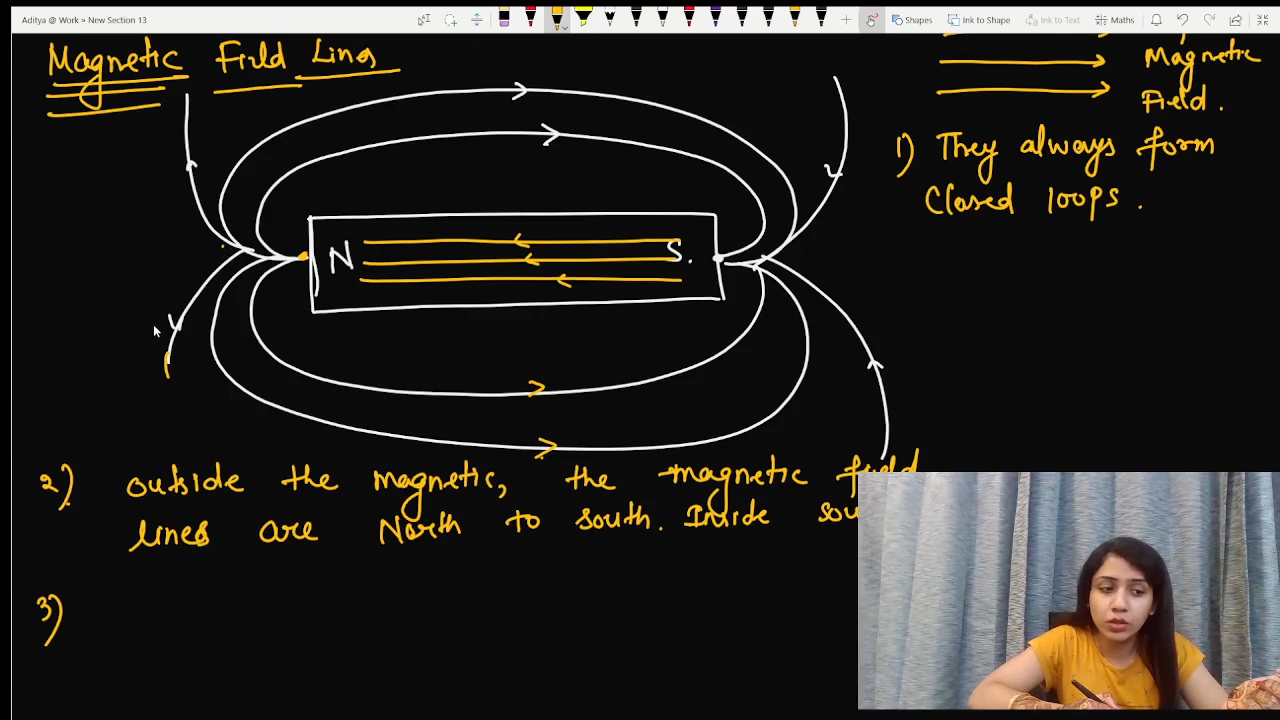 Aditya @ Work » New Section 13
Shapes
Ink to Shape
Ink to Text
Maths
Magnetic Field Lines
Magnetic
Field.
1) They always form
Closed loops.
N
S.
2) outside the magnetic, the magnetic field
lines are North to south. Inside
3)